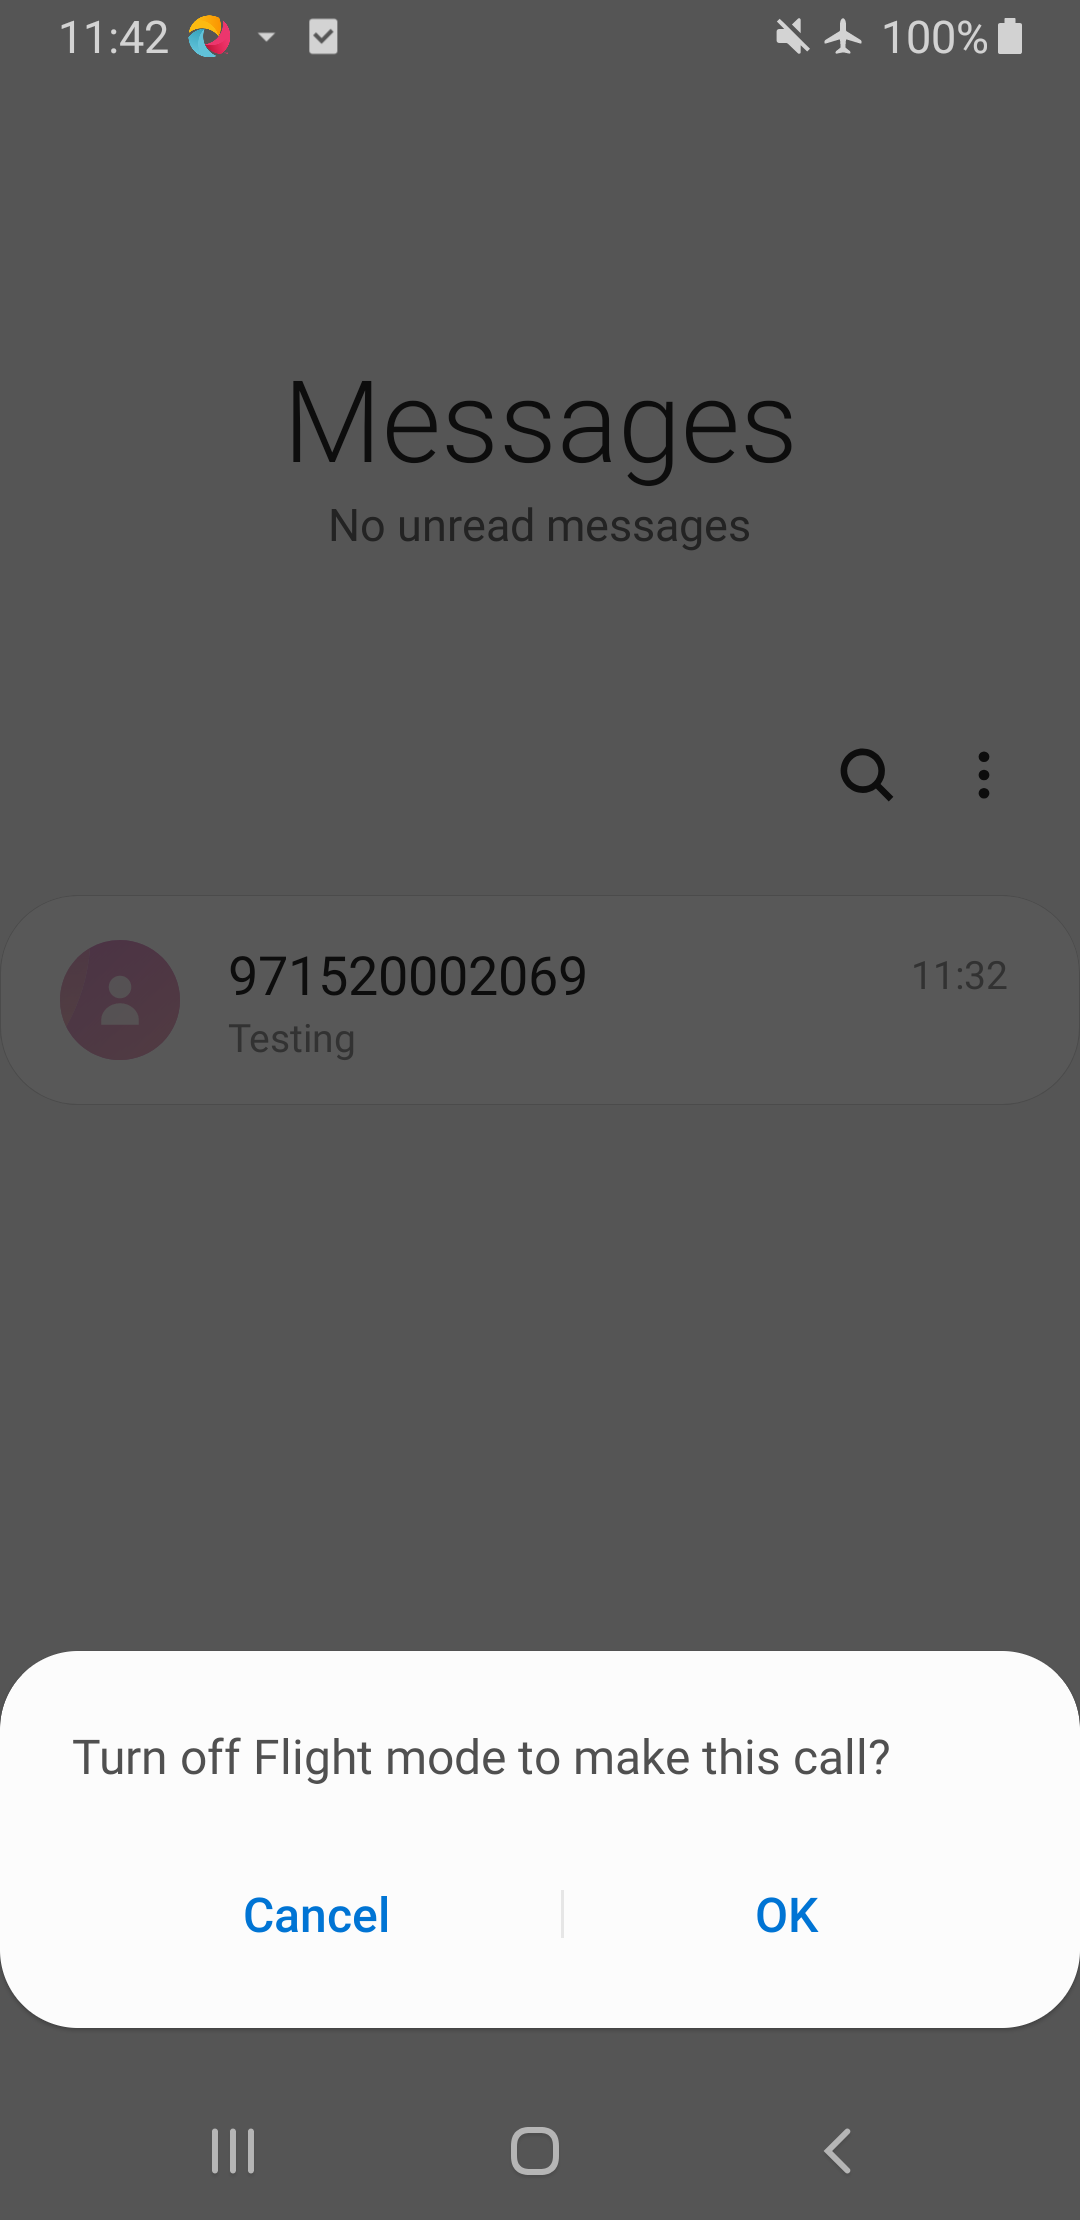 11:42
100%
Messages
No unread messages
971520002069
11:32
Testing
Turn off Flight mode to make this call?
Cancel
OK